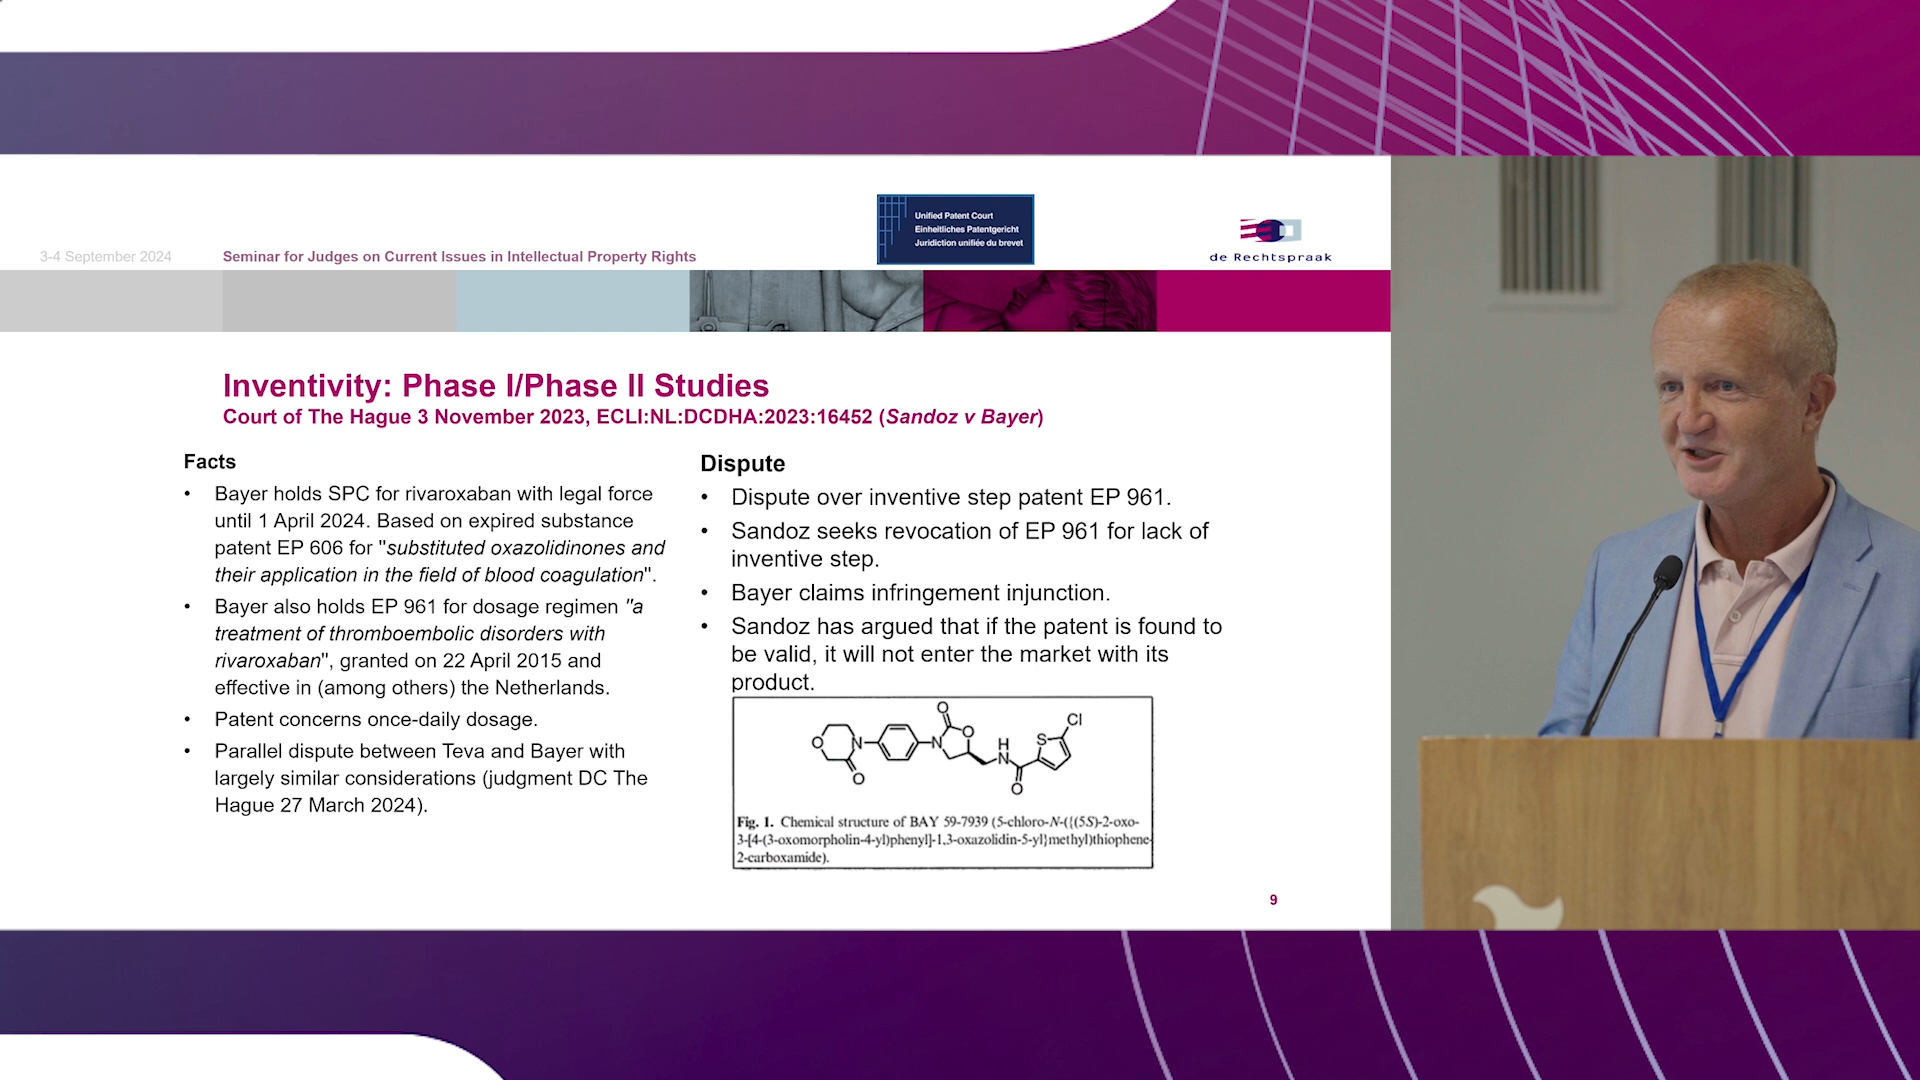 Unified Patent Court
Einheitliches Patentgericht
Juridiction unifiée du brevet
de Rechtspraak
3-4 September 2024
Seminar for Judges on Current Issues in Intellectual Property Rights
Inventivity: Phase I/Phase II Studies
Court of The Hague 3 November 2023, ECLI:NL:DCDHA:2023:16452 (Sandoz v Bayer)
Facts
• Bayer holds SPC for rivaroxaban with legal force
until 1 April 2024. Based on expired substance
patent EP 606 for "substituted oxazolidinones and
their application in the field of blood coagulation".
• Bayer also holds EP 961 for dosage regimen "a
treatment of thromboembolic disorders with
rivaroxaban", granted on 22 April 2015 and
effective in (among others) the Netherlands.
• Patent concerns once-daily dosage.
• Parallel dispute between Teva and Bayer with
largely similar considerations (judgment DC The
Hague 27 March 2024).
Dispute
• Dispute over inventive step patent EP 961.
• Sandoz seeks revocation of EP 961 for lack of
inventive step.
• Bayer claims infringement injunction.
• Sandoz has argued that if the patent is found to
be valid, it will not enter the market with its
product.
O
O
N
O
N
O
H
N
O
S
Cl
Fig. 1. Chemical structure of BAY 59-7939 (5-chloro-N-({(5S)-2-oxo-
3-[4-(3-oxomorpholin-4-yl)phenyl]-1,3-oxazolidin-5-yl}methyl)thiophene-
2-carboxamide).
9